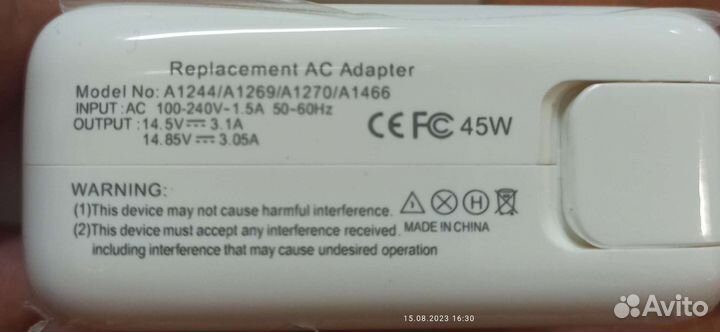 Replacement AC Adapter
Model No: A1244/A1269/A1270/A1466
INPUT: AC 100-240V~1.5A 50-60Hz
OUTPUT :14.5V⎓ 3.1A
14.85V⎓ 3.05A
CE FC 45W
WARNING:
(1)This device may not cause harmful interference.
(2)This device must accept any interference received.
including interference that may cause undesired operation
H
MADE IN CHINA
15.08.2023 16:30
Avito